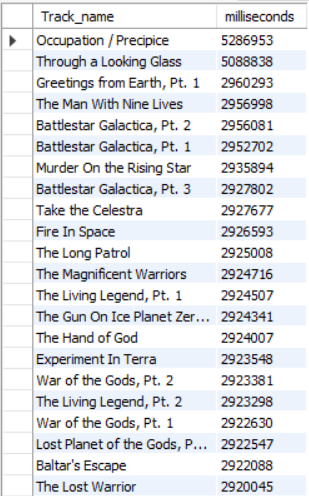 Track_name milliseconds
Occupation / Precipice 5286953
Through a Looking Glass 5088838
Greetings from Earth, Pt. 1 2960293
The Man With Nine Lives 2956998
Battlestar Galactica, Pt. 2 2956081
Battlestar Galactica, Pt. 1 2952702
Murder On the Rising Star 2935894
Battlestar Galactica, Pt. 3 2927802
Take the Celestra 2927677
Fire In Space 2926593
The Long Patrol 2925008
The Magnificent Warriors 2924716
The Living Legend, Pt. 1 2924507
The Gun On Ice Planet Zer... 2924341
The Hand of God 2924007
Experiment In Terra 2923548
War of the Gods, Pt. 2 2923381
The Living Legend, Pt. 2 2923298
War of the Gods, Pt. 1 2922630
Lost Planet of the Gods, P... 2922547
Baltar's Escape 2922088
The Lost Warrior 2920045